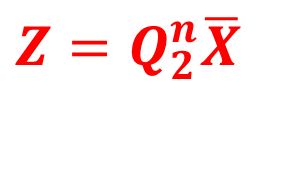 Z = Q₂ⁿX̄